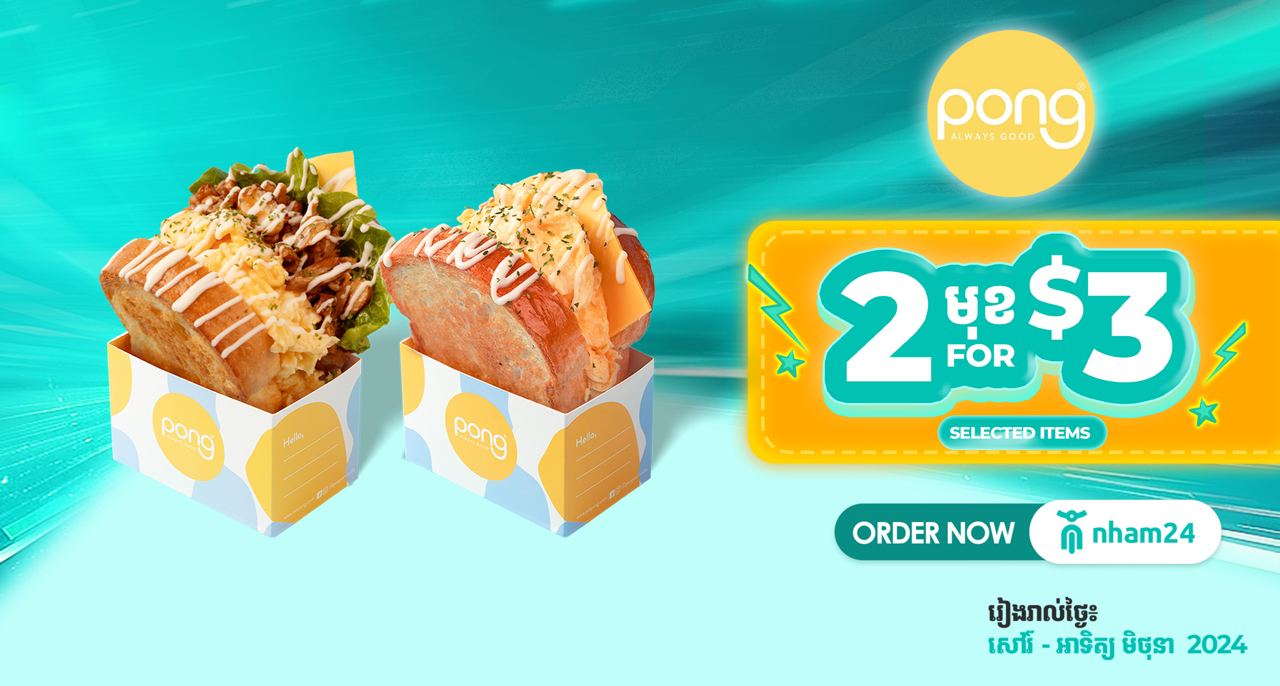 pong®
ALWAYS GOOD
2 មុខ FOR $3
SELECTED ITEMS
ORDER NOW nham24
រៀងរាល់ថ្ងៃ៖
សៅរ៍ - អាទិត្យ មិថុនា 2024
pong
Hello,
pong
Hello,